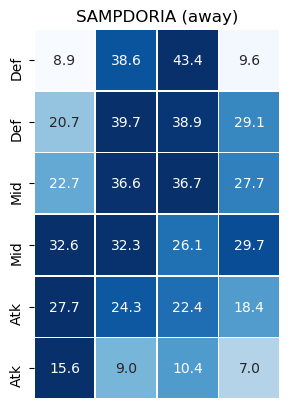 SAMPDORIA (away)
Def 8.9 38.6 43.4 9.6
Def 20.7 39.7 38.9 29.1
Mid 22.7 36.6 36.7 27.7
Mid 32.6 32.3 26.1 29.7
Atk 27.7 24.3 22.4 18.4
Atk 15.6 9.0 10.4 7.0